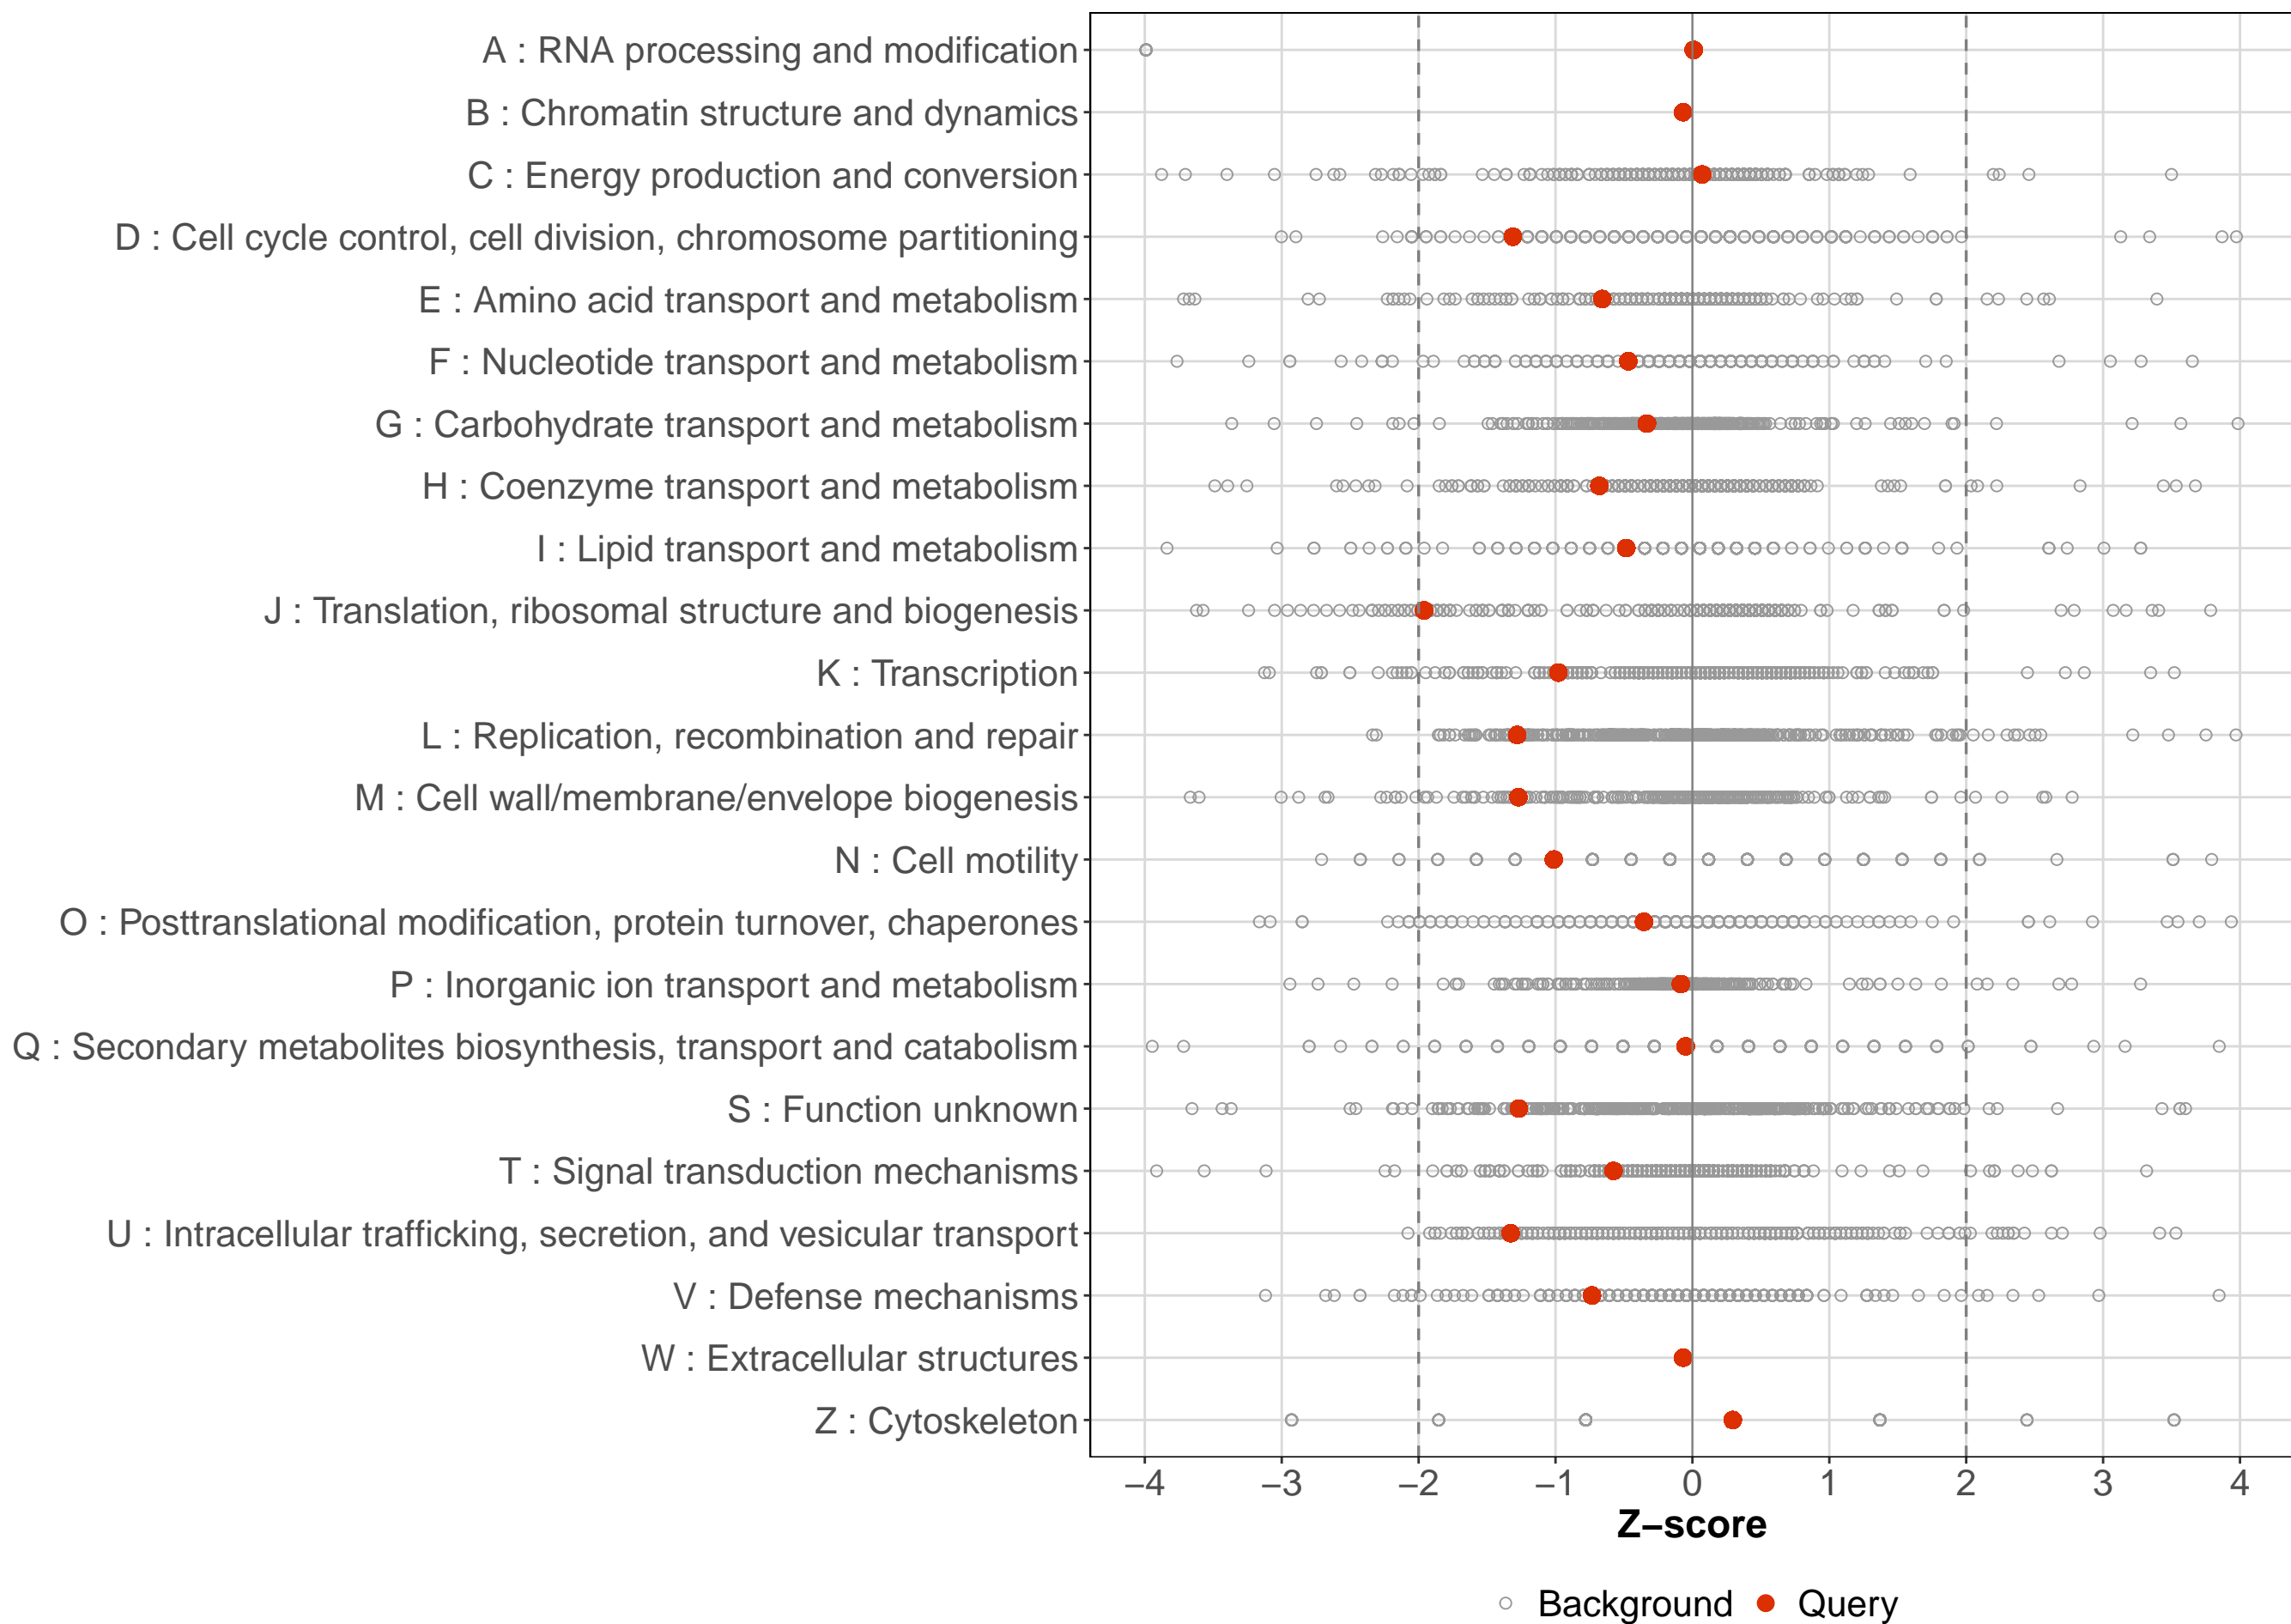 A : RNA processing and modification
B : Chromatin structure and dynamics
C : Energy production and conversion
D : Cell cycle control, cell division, chromosome partitioning
E : Amino acid transport and metabolism
F : Nucleotide transport and metabolism
G : Carbohydrate transport and metabolism
H : Coenzyme transport and metabolism
I : Lipid transport and metabolism
J : Translation, ribosomal structure and biogenesis
K : Transcription
L : Replication, recombination and repair
M : Cell wall/membrane/envelope biogenesis
N : Cell motility
O : Posttranslational modification, protein turnover, chaperones
P : Inorganic ion transport and metabolism
Q : Secondary metabolites biosynthesis, transport and catabolism
S : Function unknown
T : Signal transduction mechanisms
U : Intracellular trafficking, secretion, and vesicular transport
V : Defense mechanisms
W : Extracellular structures
Z : Cytoskeleton
−4 −3 −2 −1 0 1 2 3 4
Z−score
Background Query